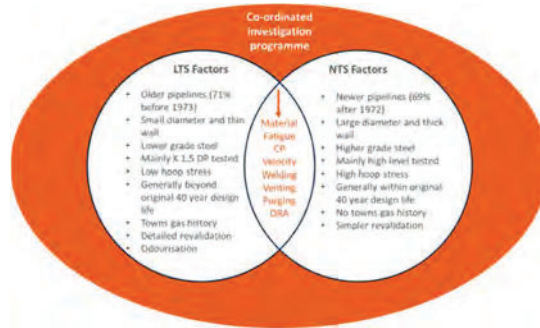 Co-ordinated
investigation
programme
LTS Factors
• Older pipelines (71%
before 1973)
• Small diameter and thin
wall
• Lower grade steel
• Mainly X 1.5 DP tested
• Low hoop stress
• Generally beyond
original 40 year design
life
• Towns gas history
• Detailed revalidation
• Odourisation
Material
Fatigue
CP
Velocity
Welding
Venting
Purging
DRA
NTS Factors
• Newer pipelines (69%
after 1972)
• Large diameter and thick
wall
• Higher grade steel
• Mainly high level tested
• High hoop stress
• Generally within original
40 year design life
• No towns gas history
• Simpler revalidation